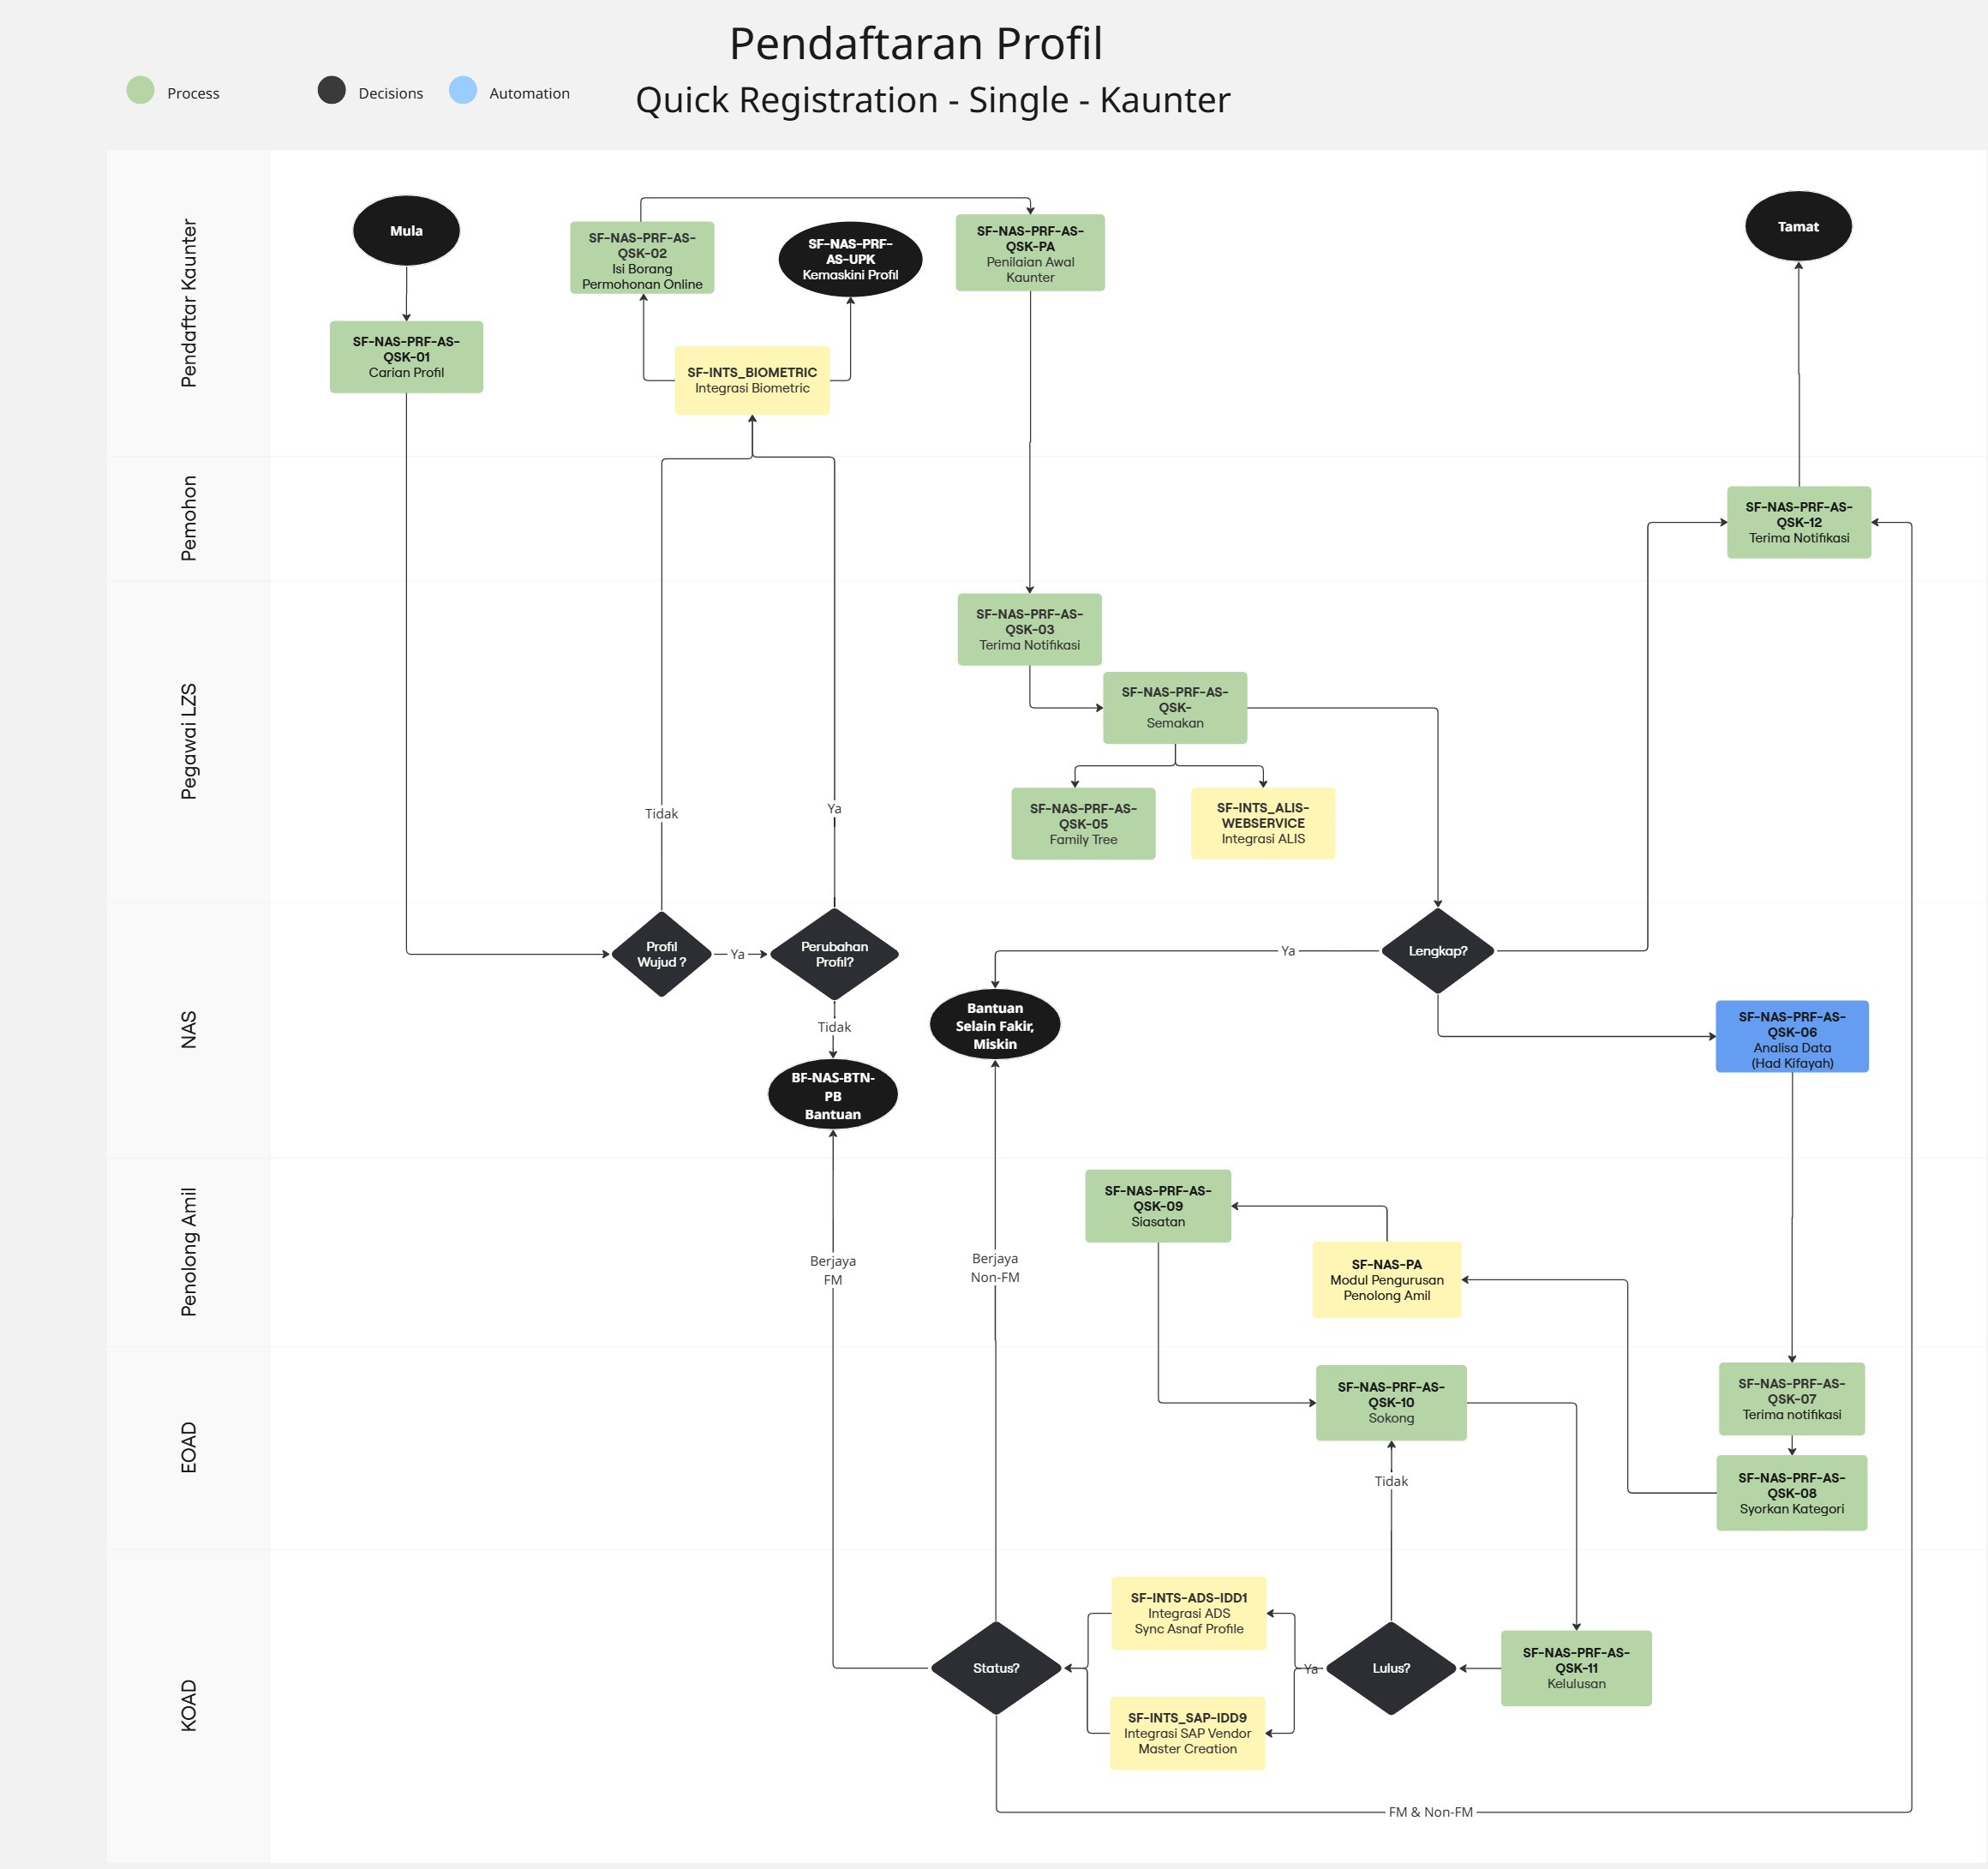 Pendaftaran Profil
Process
Decisions
Automation
Quick Registration - Single - Kaunter
Pendaftar Kaunter
Mula
SF-NAS-PRF-AS-
QSK-01
Carian Profil
SF-NAS-PRF-AS-
QSK-02
Isi Borang
Permohonan Online
SF-NAS-PRF-
AS-UPK
Kemaskini Profil
SF-NAS-PRF-AS-
QSK-PA
Penilaian Awal
Kaunter
Tamat
SF-INTS_BIOMETRIC
Integrasi Biometric
Pemohon
SF-NAS-PRF-AS-
QSK-12
Terima Notifikasi
Pegawai LZS
SF-NAS-PRF-AS-
QSK-03
Terima Notifikasi
SF-NAS-PRF-AS-
QSK-
Semakan
SF-NAS-PRF-AS-
QSK-05
Family Tree
SF-INTS_ALIS-
WEBSERVICE
Integrasi ALIS
Tidak
Ya
NAS
Profil
Wujud ?
Ya
Perubahan
Profil?
Tidak
BF-NAS-BTN-
PB
Bantuan
Ya
Lengkap?
Bantuan
Selain Fakir,
Miskin
SF-NAS-PRF-AS-
QSK-06
Analisa Data
(Had Kifayah)
Penolong Amil
Berjaya
FM
Berjaya
Non-FM
SF-NAS-PRF-AS-
QSK-09
Siasatan
SF-NAS-PA
Modul Pengurusan
Penolong Amil
EOAD
SF-NAS-PRF-AS-
QSK-10
Sokong
Tidak
SF-NAS-PRF-AS-
QSK-07
Terima notifikasi
SF-NAS-PRF-AS-
QSK-08
Syorkan Kategori
KOAD
Status?
SF-INTS-ADS-IDD1
Integrasi ADS
Sync Asnaf Profile
SF-INTS_SAP-IDD9
Integrasi SAP Vendor
Master Creation
Ya
Lulus?
SF-NAS-PRF-AS-
QSK-11
Kelulusan
FM & Non-FM